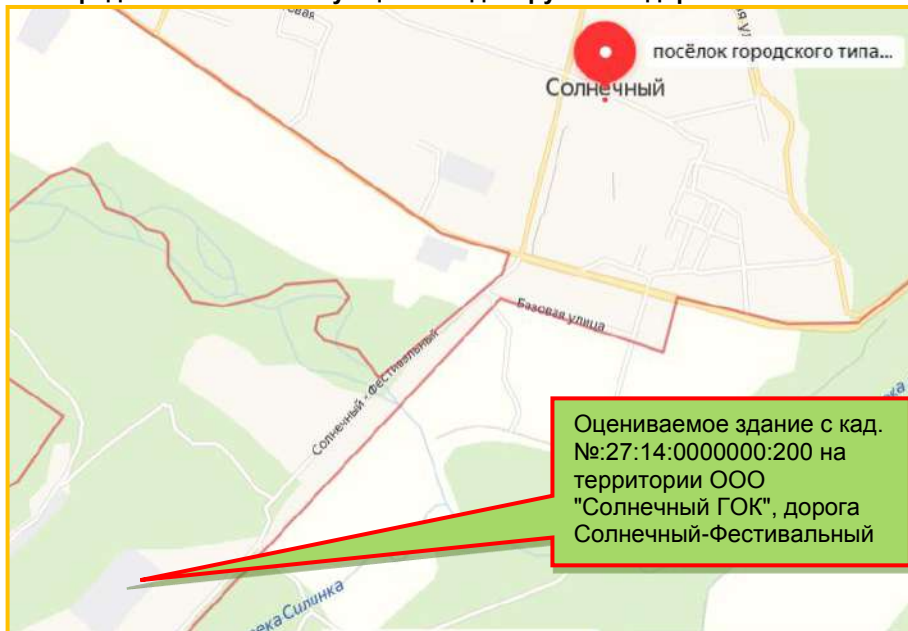 посёлок городского типа...
Солнечный
Базовая улица
Солнечный - Фестивальный
Оцениваемое здание с кад.
№:27:14:0000000:200 на
территории ООО
"Солнечный ГОК", дорога
Солнечный-Фестивальный
Силинка